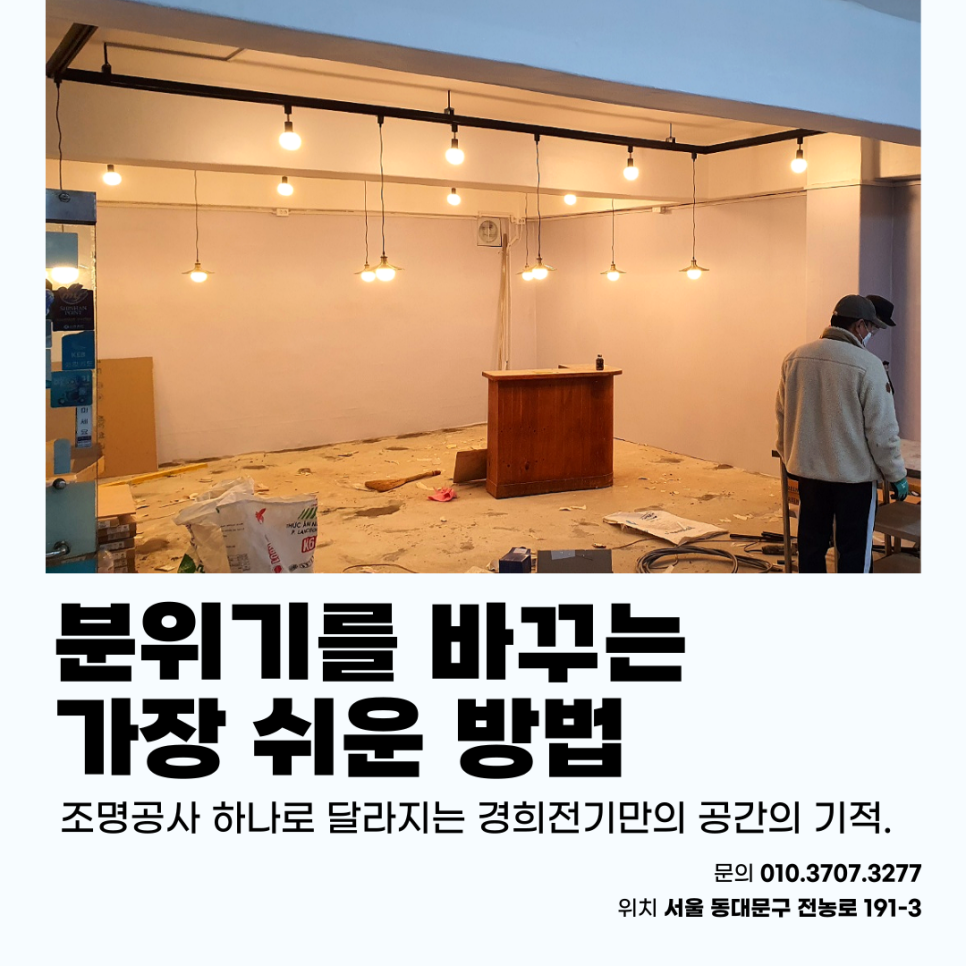 분위기를 바꾸는
가장 쉬운 방법
조명공사 하나로 달라지는 경희전기만의 공간의 기적.
문의 010.3707.3277
위치 서울 동대문구 전농로 191-3